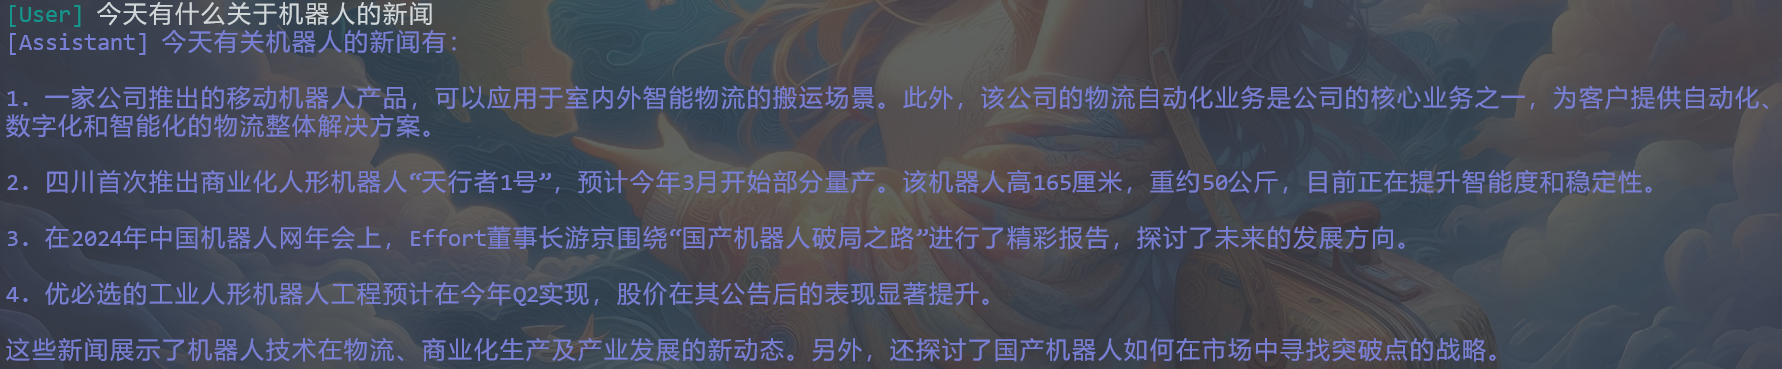 [User] 今天有什么关于机器人的新闻
[Assistant] 今天有关机器人的新闻有：
1. 一家公司推出的移动机器人产品，可以应用于室内外智能物流的搬运场景。此外，该公司的物流自动化业务是公司的核心业务之一，为客户提供自动化、
数字化和智能化的物流整体解决方案。
2. 四川首次推出商业化人形机器人“天行者1号”，预计今年3月开始部分量产。该机器人高165厘米，重约50公斤，目前正在提升智能度和稳定性。
3. 在2024年中国机器人网年会上，Effort董事长游京围绕“国产机器人破局之路”进行了精彩报告，探讨了未来的发展方向。
4. 优必选的工业人形机器人工程预计在今年Q2实现，股价在其公告后的表现显著提升。
这些新闻展示了机器人技术在物流、商业化生产及产业发展的新动态。另外，还探讨了国产机器人如何在市场中寻找突破点的战略。